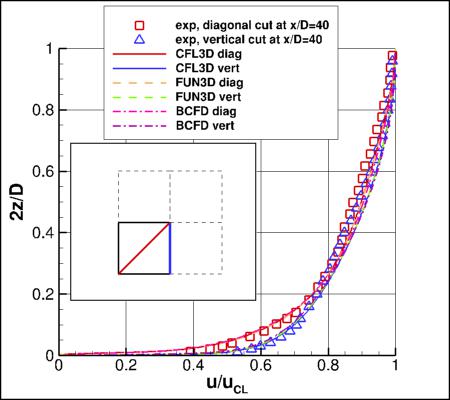 exp, diagonal cut at x/D=40
exp, vertical cut at x/D=40
CFL3D diag
CFL3D vert
FUN3D diag
FUN3D vert
BCFD diag
BCFD vert
1
0.8
0.6
0.4
0.2
0
2z/D
0 0.2 0.4 0.6 0.8 1
u/uCL